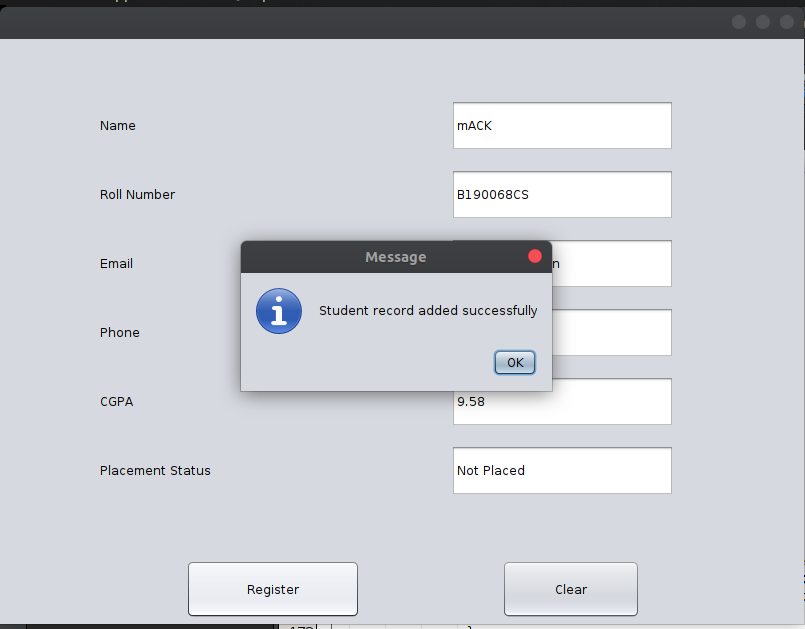 Name
mACK
Roll Number
B190068CS
Email
n
Message
Student record added successfully
OK
Phone
CGPA
9.58
Placement Status
Not Placed
Register
Clear